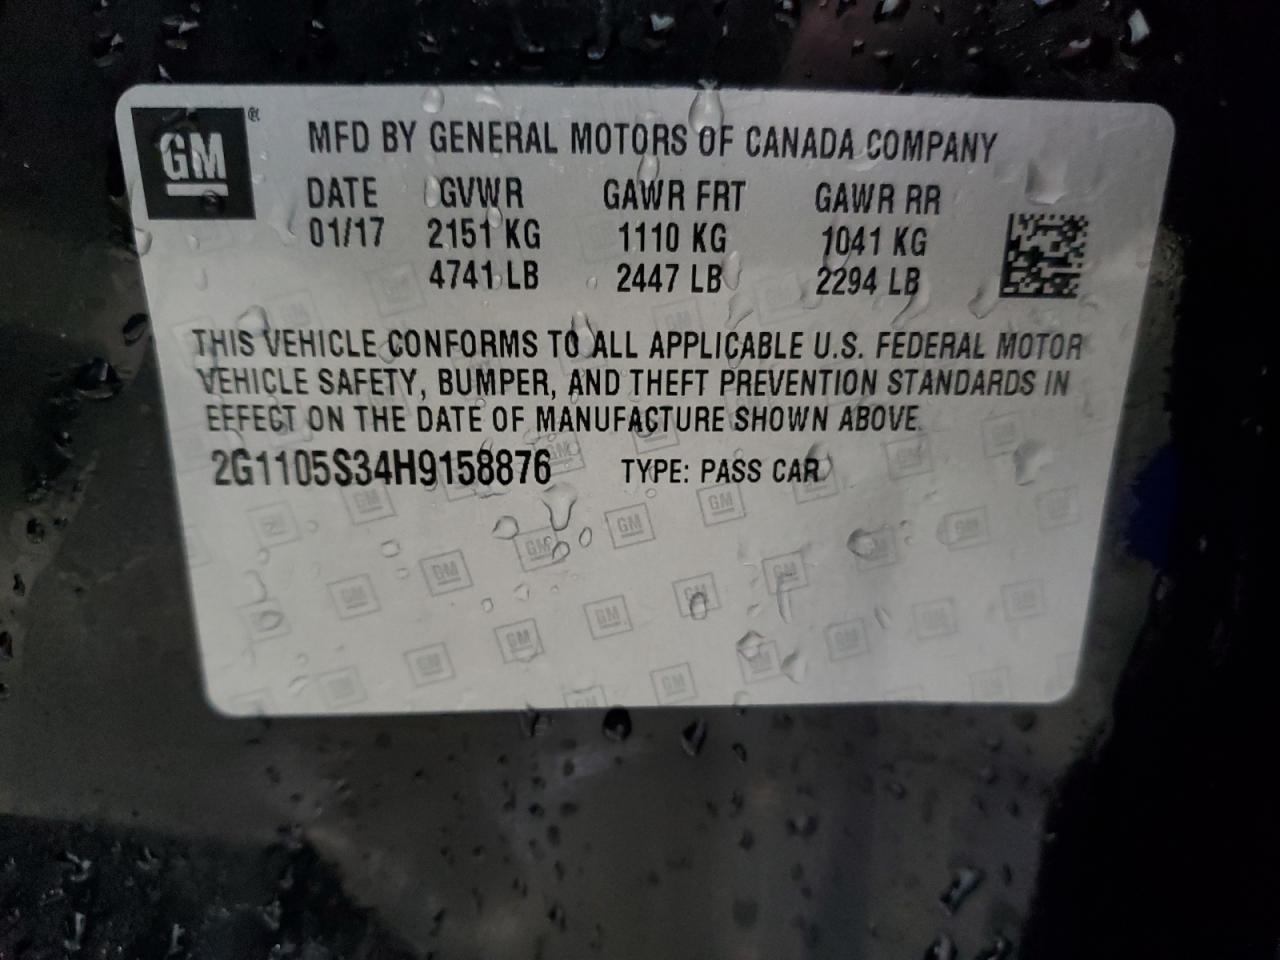 GM ®
MFD BY GENERAL MOTORS OF CANADA COMPANY
DATE GVWR GAWR FRT GAWR RR
01/17 2151 KG 1110 KG 1041 KG
4741 LB 2447 LB 2294 LB
THIS VEHICLE CONFORMS TO ALL APPLICABLE U.S. FEDERAL MOTOR
VEHICLE SAFETY, BUMPER, AND THEFT PREVENTION STANDARDS IN
EFFECT ON THE DATE OF MANUFACTURE SHOWN ABOVE.
2G1105S34H9158876 TYPE: PASS CAR